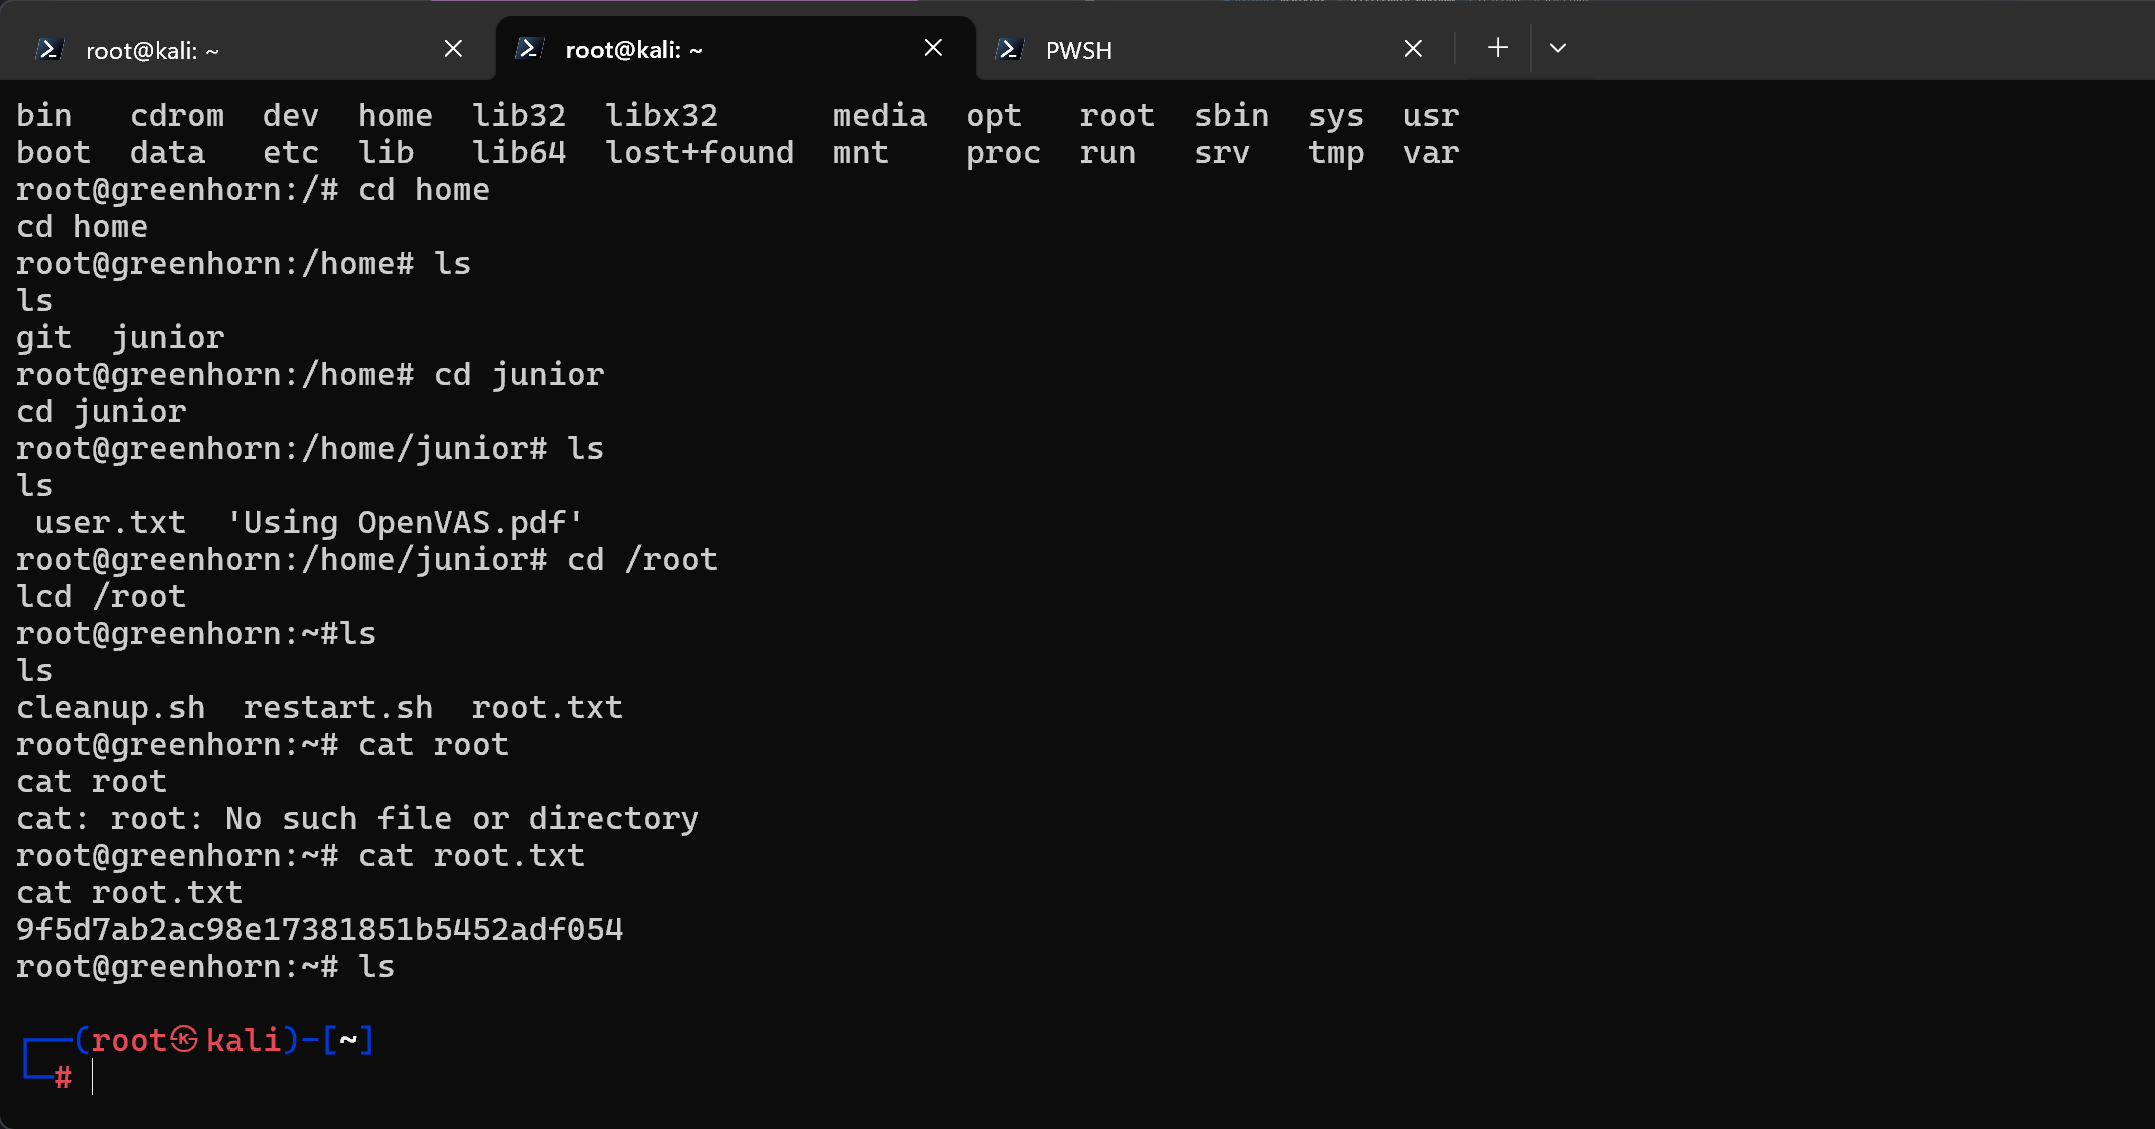 root@kali: ~ root@kali: ~ PWSH
bin   cdrom  dev  home  lib32  libx32      media  opt   root  sbin  sys  usr
boot  data   etc  lib   lib64  lost+found  mnt    proc  run   srv   tmp  var
root@greenhorn:/# cd home
cd home
root@greenhorn:/home# ls
ls
git  junior
root@greenhorn:/home# cd junior
cd junior
root@greenhorn:/home/junior# ls
ls
 user.txt  'Using OpenVAS.pdf'
root@greenhorn:/home/junior# cd /root
lcd /root
root@greenhorn:~#ls
ls
cleanup.sh  restart.sh  root.txt
root@greenhorn:~# cat root
cat root
cat: root: No such file or directory
root@greenhorn:~# cat root.txt
cat root.txt
9f5d7ab2ac98e17381851b5452adf054
root@greenhorn:~# ls
┌──(root㉿kali)-[~]
└─#